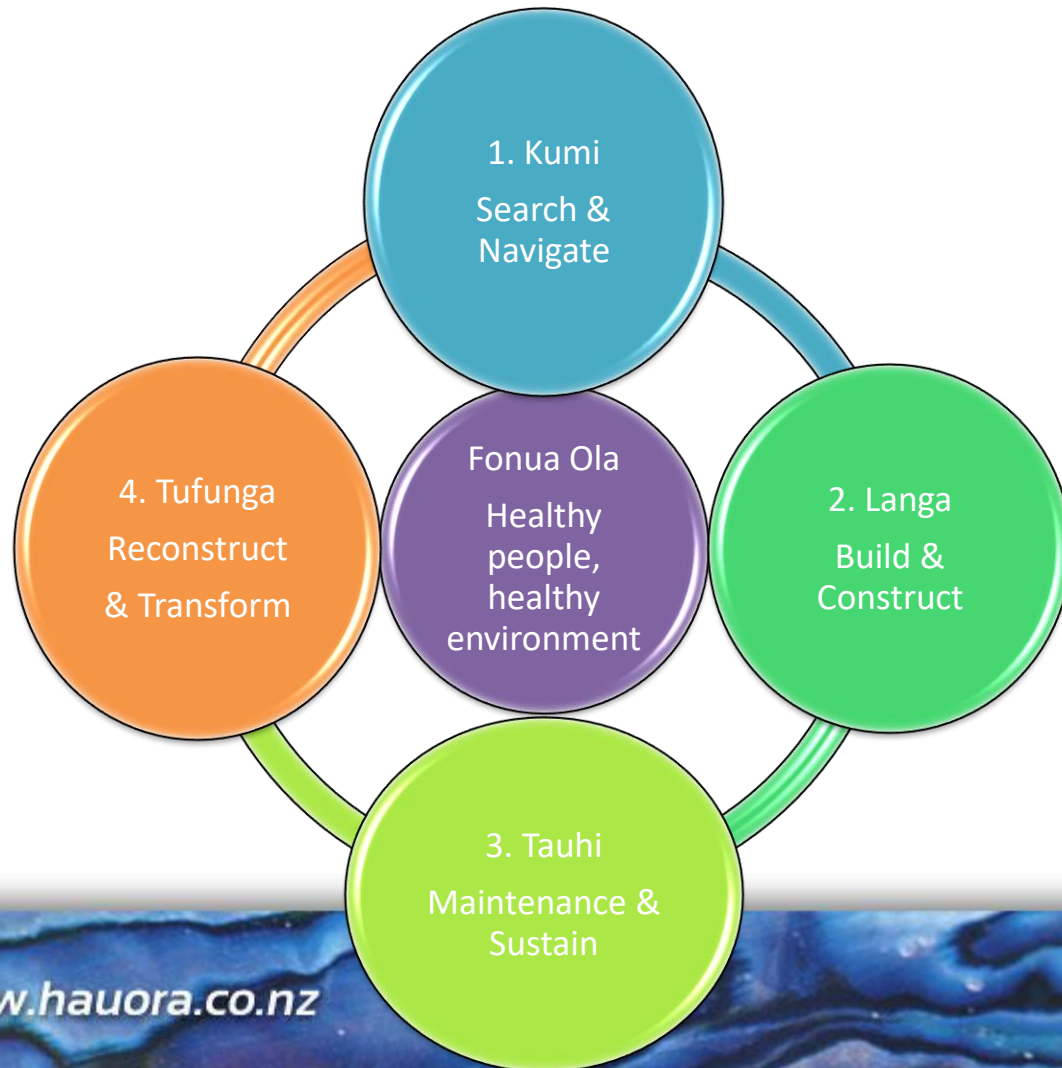 1. Kumi
Search &
Navigate
Fonua Ola
Healthy
people,
healthy
environment
2. Langa
Build &
Construct
4. Tufunga
Reconstruct
& Transform
3. Tauhi
Maintenance &
Sustain
w.hauora.co.nz